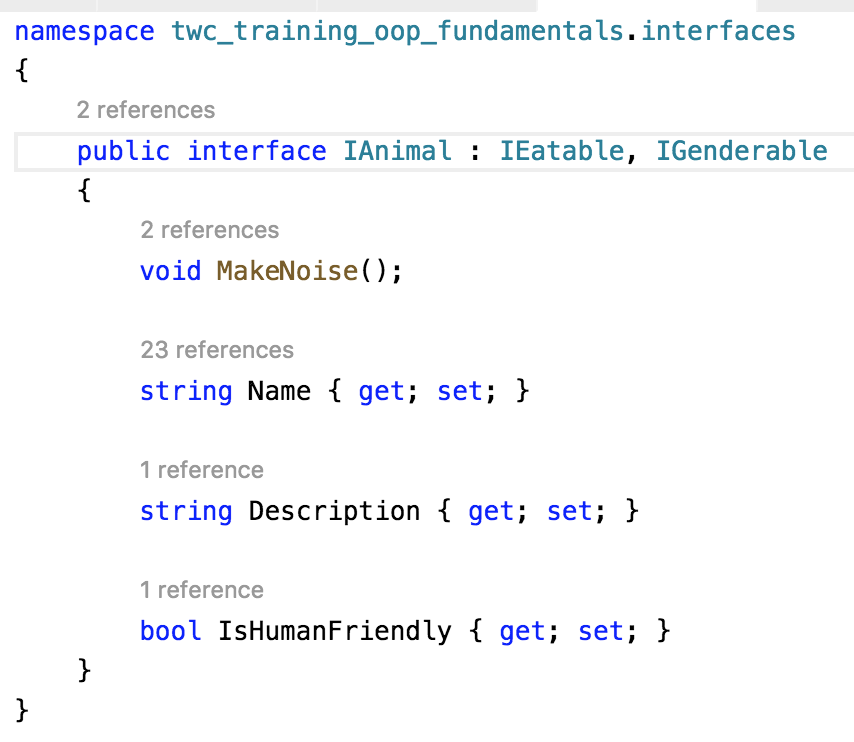 namespace twc_training_oop_fundamentals.interfaces
{
2 references
public interface IAnimal : IEatable, IGenderable
{
2 references
void MakeNoise();
23 references
string Name { get; set; }
1 reference
string Description { get; set; }
1 reference
bool IsHumanFriendly { get; set; }
}
}